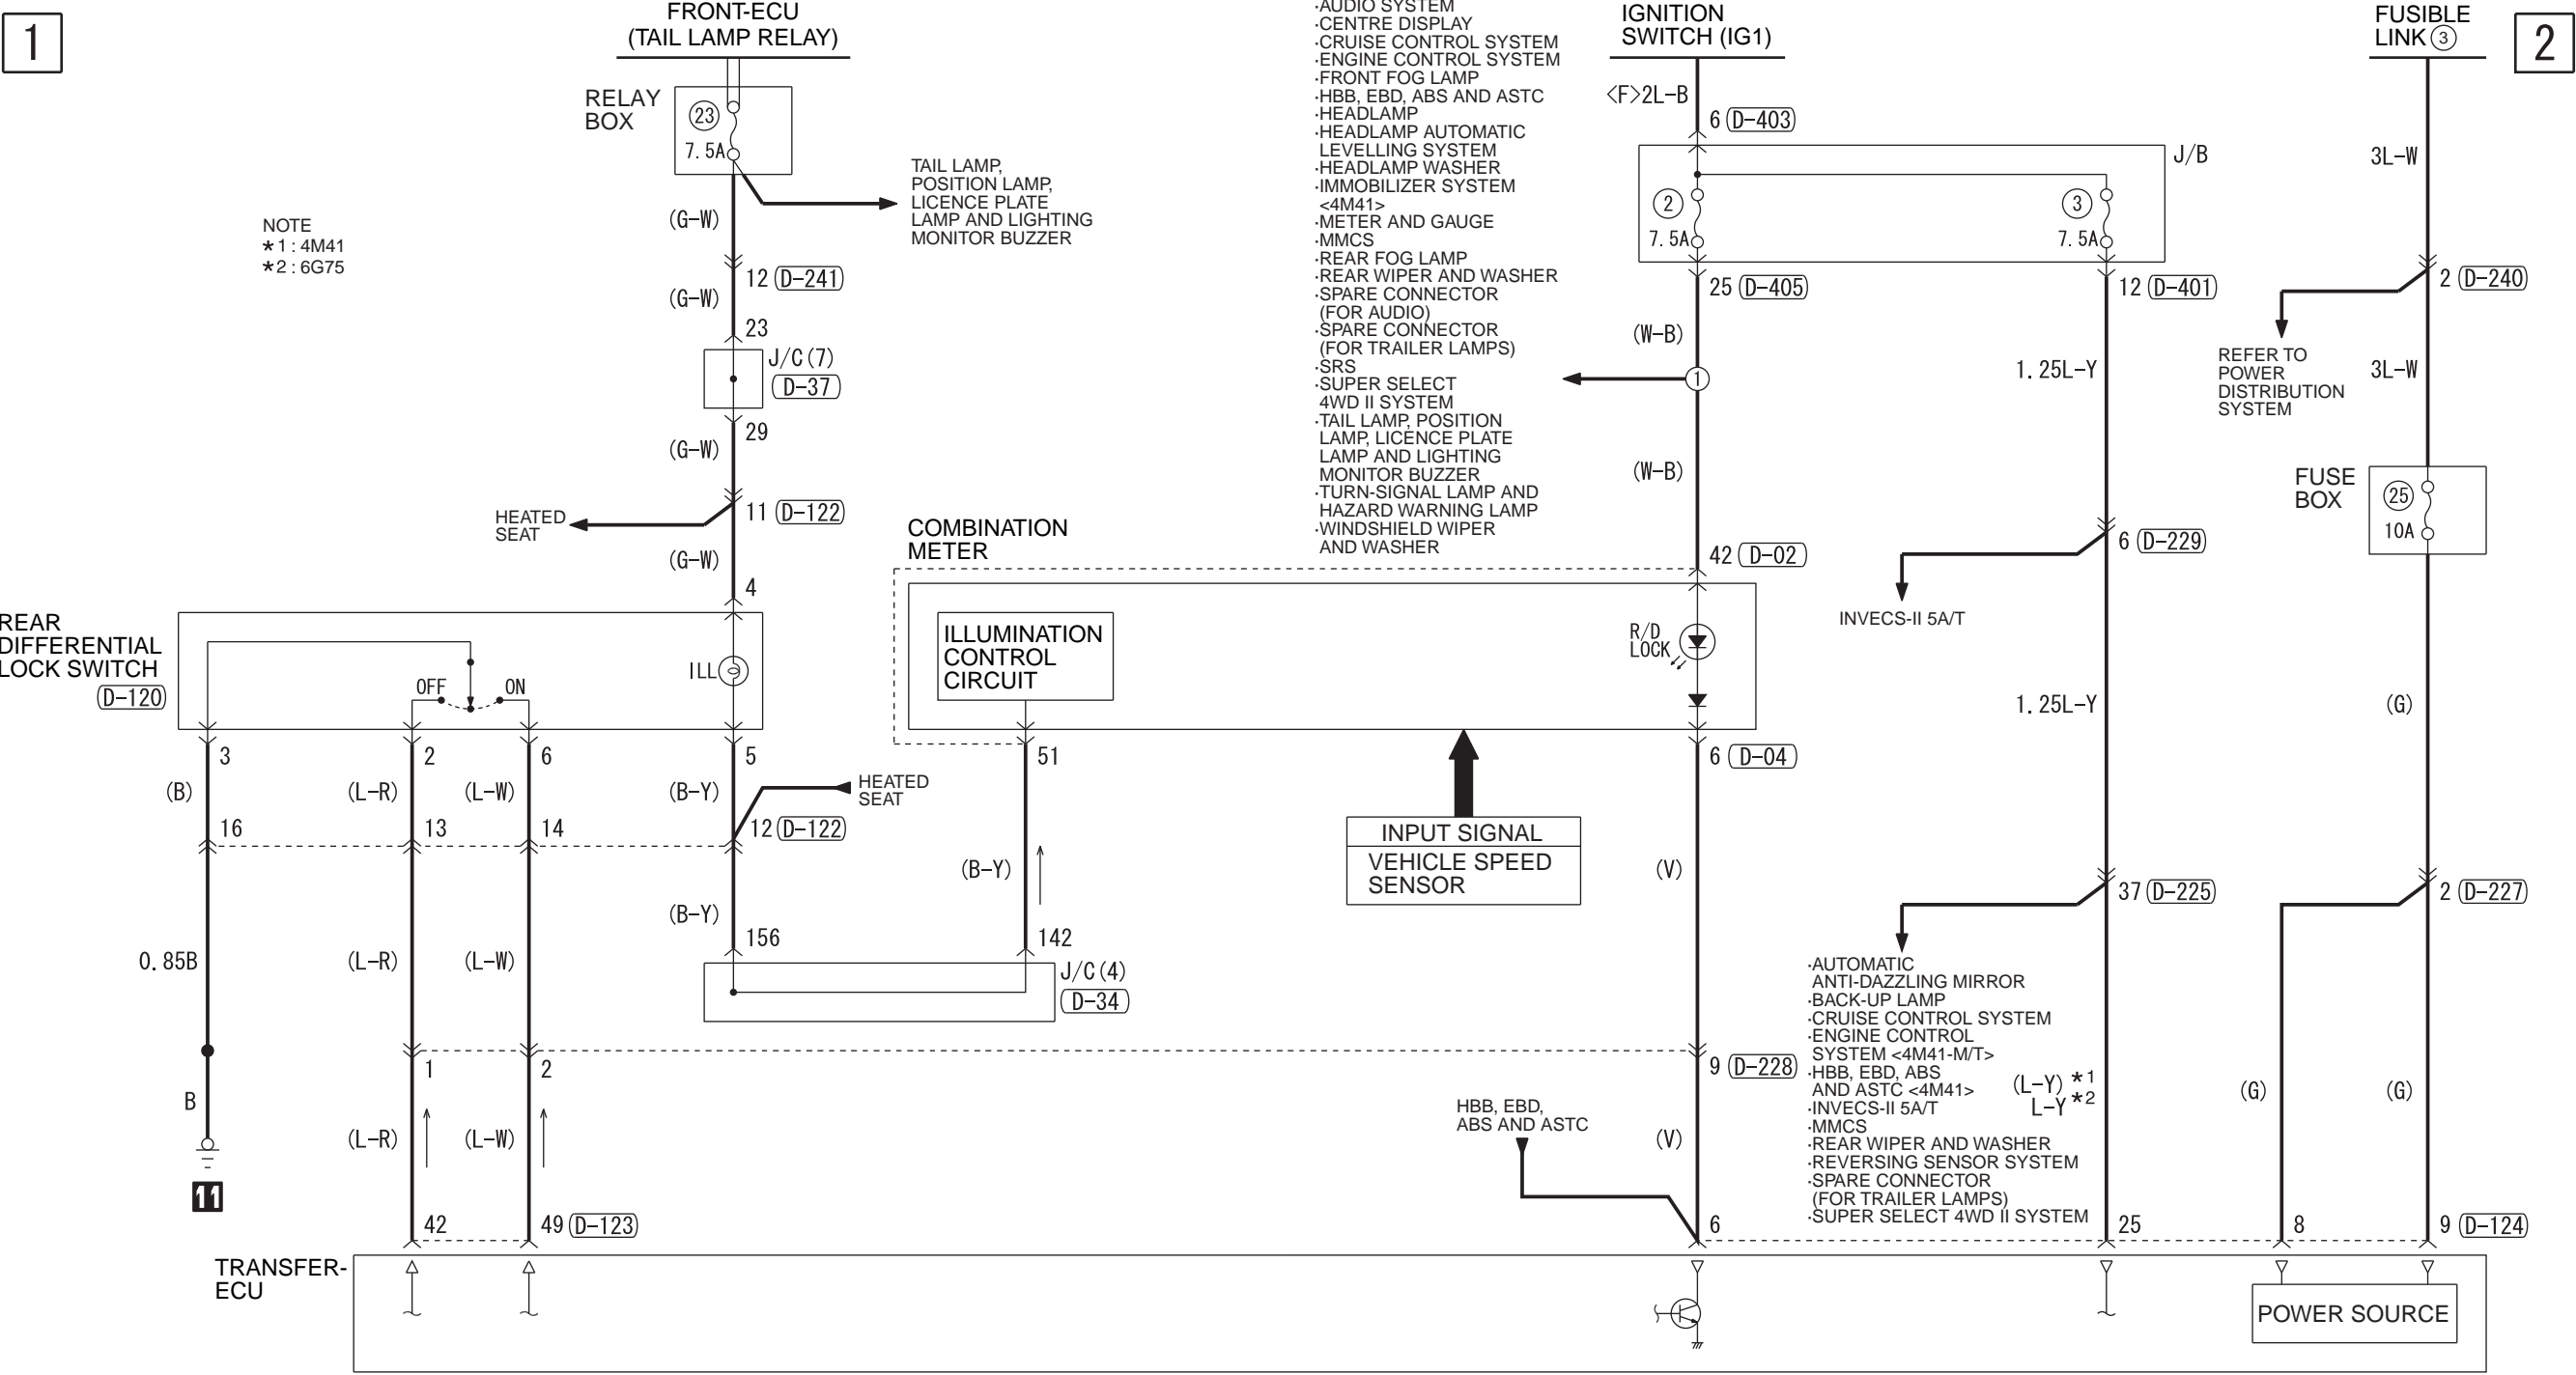 1
FRONT-ECU
(TAIL LAMP RELAY)
RELAY
BOX
23
7.5A
TAIL LAMP,
POSITION LAMP,
LICENCE PLATE
LAMP AND LIGHTING
MONITOR BUZZER
NOTE
*1 : 4M41
*2 : 6G75
(G-W)
12 (D-241)
(G-W)
23
J/C(7)
(D-37)
29
(G-W)
HEATED
SEAT
11 (D-122)
(G-W)
4
·AUDIO SYSTEM
·CENTRE DISPLAY
·CRUISE CONTROL SYSTEM
·ENGINE CONTROL SYSTEM
·FRONT FOG LAMP
·HBB, EBD, ABS AND ASTC
·HEADLAMP
·HEADLAMP AUTOMATIC
LEVELLING SYSTEM
·HEADLAMP WASHER
·IMMOBILIZER SYSTEM
<4M41>
·METER AND GAUGE
·MMCS
·REAR FOG LAMP
·REAR WIPER AND WASHER
·SPARE CONNECTOR
(FOR AUDIO)
·SPARE CONNECTOR
(FOR TRAILER LAMPS)
·SRS
·SUPER SELECT
4WD II SYSTEM
·TAIL LAMP, POSITION
LAMP, LICENCE PLATE
LAMP AND LIGHTING
MONITOR BUZZER
·TURN-SIGNAL LAMP AND
HAZARD WARNING LAMP
·WINDSHIELD WIPER
AND WASHER
IGNITION
SWITCH (IG1)
<F>2L-B
6 (D-403)
J/B
2
7.5A
3
7.5A
25 (D-405)
12 (D-401)
(W-B)
1
(W-B)
42 (D-02)
1.25L-Y
6 (D-229)
INVECS-II 5A/T
1.25L-Y
FUSIBLE
LINK 3
2
3L-W
2 (D-240)
REFER TO
POWER
DISTRIBUTION
SYSTEM
3L-W
FUSE
BOX
25
10A
(G)
REAR
DIFFERENTIAL
LOCK SWITCH
(D-120)
OFF
ON
ILL
COMBINATION
METER
ILLUMINATION
CONTROL
CIRCUIT
R/D
LOCK
3
2
6
5
51
6 (D-04)
(B)
(L-R)
(L-W)
(B-Y)
HEATED
SEAT
16
13
14
12 (D-122)
INPUT SIGNAL
VEHICLE SPEED
SENSOR
(B-Y)
(V)
37 (D-225)
2 (D-227)
(B-Y)
156
142
J/C(4)
(D-34)
0.85B
(L-R)
(L-W)
1
2
9 (D-228)
B
11
(L-R)
(L-W)
HBB, EBD,
ABS AND ASTC
(V)
·AUTOMATIC
ANTI-DAZZLING MIRROR
·BACK-UP LAMP
·CRUISE CONTROL SYSTEM
·ENGINE CONTROL
SYSTEM <4M41-M/T>
·HBB, EBD, ABS
AND ASTC <4M41>
·INVECS-II 5A/T
·MMCS
·REAR WIPER AND WASHER
·REVERSING SENSOR SYSTEM
·SPARE CONNECTOR
(FOR TRAILER LAMPS)
·SUPER SELECT 4WD II SYSTEM
(L-Y) *1
L-Y *2
(G)
(G)
42
49 (D-123)
6
25
8
9 (D-124)
TRANSFER-
ECU
POWER SOURCE